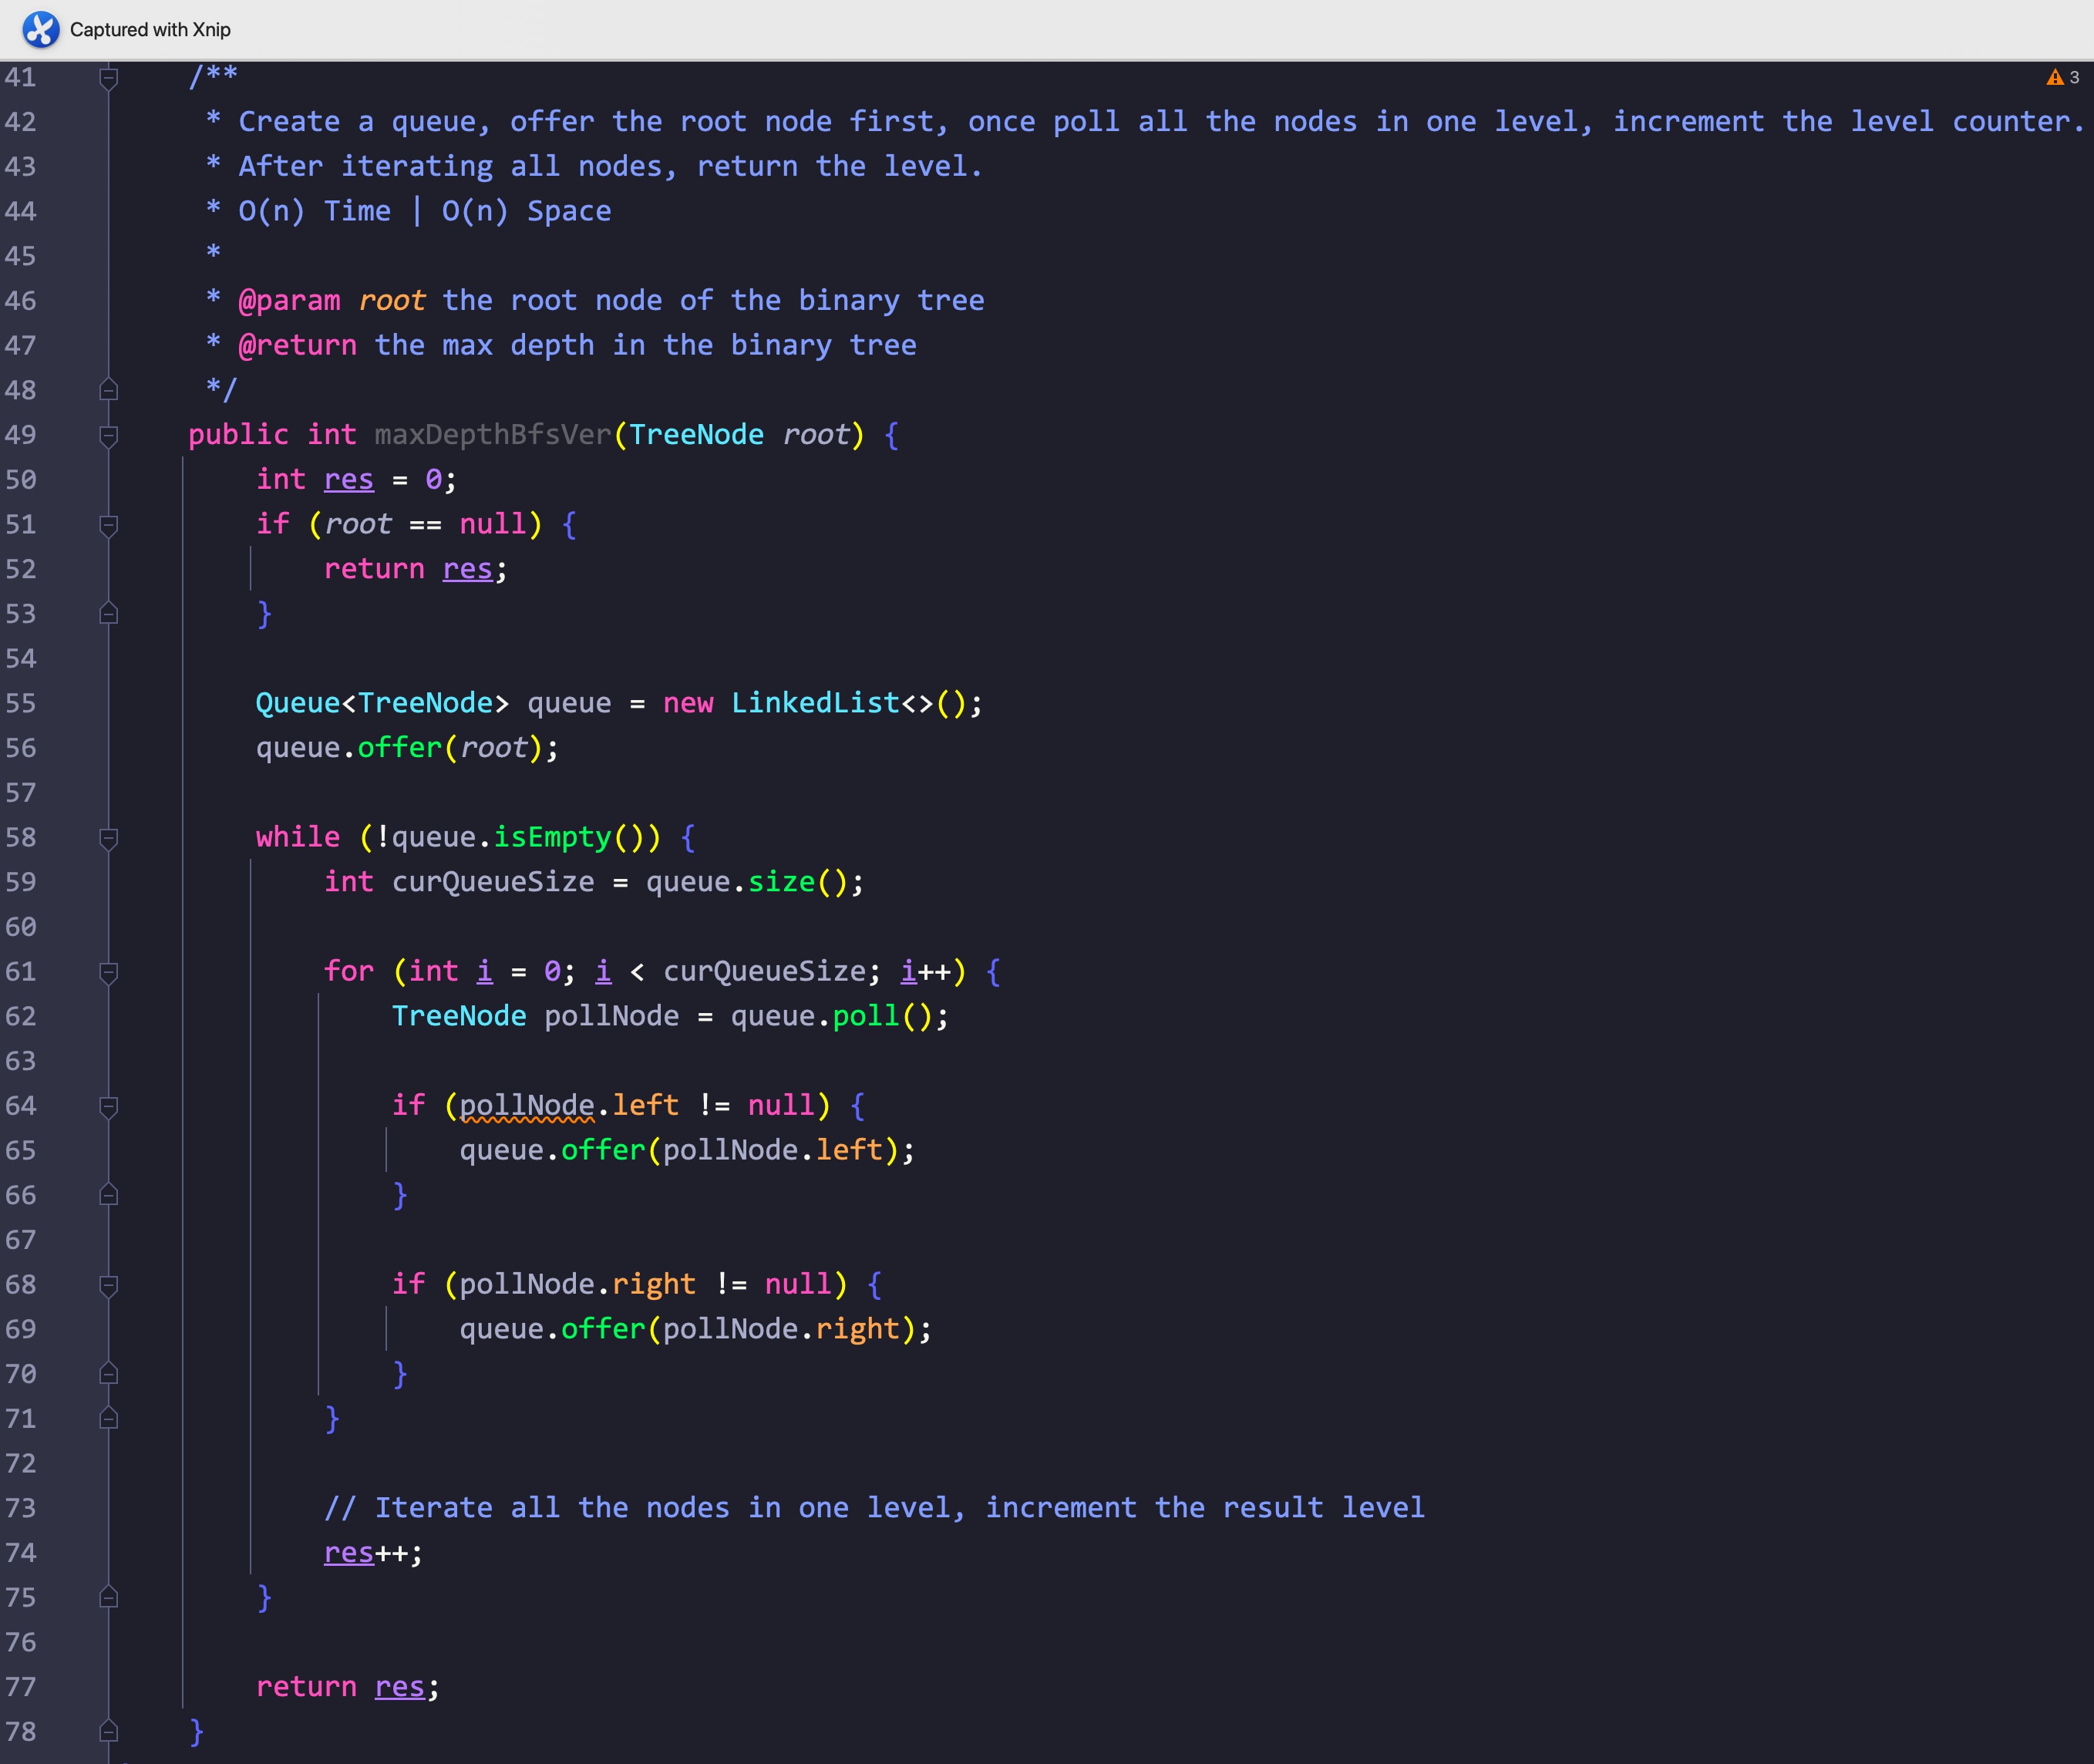 Captured with Xnip
3
41 /**
42 * Create a queue, offer the root node first, once poll all the nodes in one level, increment the level counter.
43 * After iterating all nodes, return the level.
44 * O(n) Time | O(n) Space
45 *
46 * @param root the root node of the binary tree
47 * @return the max depth in the binary tree
48 */
49 public int maxDepthBfsVer(TreeNode root) {
50 int res = 0;
51 if (root == null) {
52 return res;
53 }
54
55 Queue<TreeNode> queue = new LinkedList<>();
56 queue.offer(root);
57
58 while (!queue.isEmpty()) {
59 int curQueueSize = queue.size();
60
61 for (int i = 0; i < curQueueSize; i++) {
62 TreeNode pollNode = queue.poll();
63
64 if (pollNode.left != null) {
65 queue.offer(pollNode.left);
66 }
67
68 if (pollNode.right != null) {
69 queue.offer(pollNode.right);
70 }
71 }
72
73 // Iterate all the nodes in one level, increment the result level
74 res++;
75 }
76
77 return res;
78 }